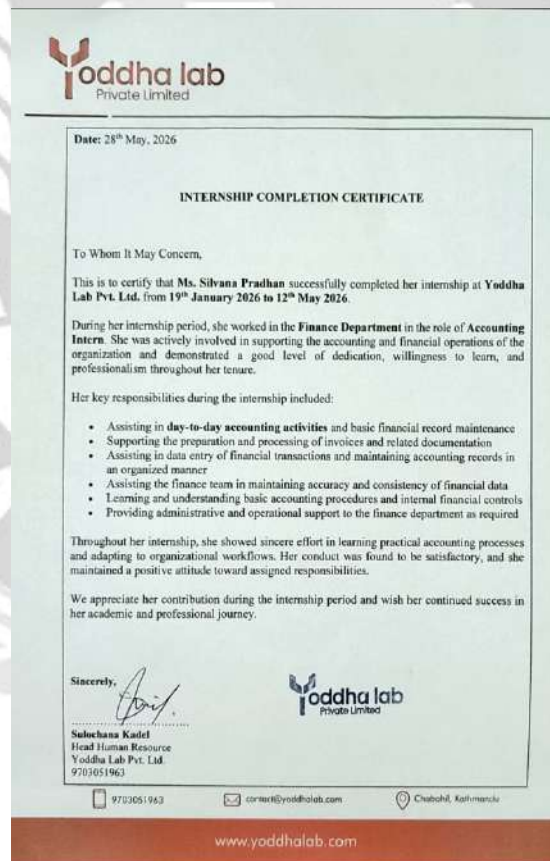 Yoddha lab
Private Limited
Date: 28th May, 2026
INTERNSHIP COMPLETION CERTIFICATE
To Whom It May Concern,
This is to certify that Ms. Silvana Pradhan successfully completed her internship at Yoddha
Lab Pvt. Ltd. from 19th January 2026 to 12th May 2026.
During her internship period, she worked in the Finance Department in the role of Accounting
Intern. She was actively involved in supporting the accounting and financial operations of the
organization and demonstrated a good level of dedication, willingness to learn, and
professionalism throughout her tenure.
Her key responsibilities during the internship included:
• Assisting in day-to-day accounting activities and basic financial record maintenance
• Supporting the preparation and processing of invoices and related documentation
• Assisting in data entry of financial transactions and maintaining accounting records in
an organized manner
• Assisting the finance team in maintaining accuracy and consistency of financial data
• Learning and understanding basic accounting procedures and internal financial controls
• Providing administrative and operational support to the finance department as required
Throughout her internship, she showed sincere effort in learning practical accounting processes
and adapting to organizational workflows. Her conduct was found to be satisfactory, and she
maintained a positive attitude toward assigned responsibilities.
We appreciate her contribution during the internship period and wish her continued success in
her academic and professional journey.
Sincerely,
Yoddha lab
Private Limited
Sulochana Kadel
Head Human Resource
Yoddha Lab Pvt. Ltd.
9703051963
9703051963 contact@yoddhalab.com Chabahil, Kathmandu
www.yoddhalab.com